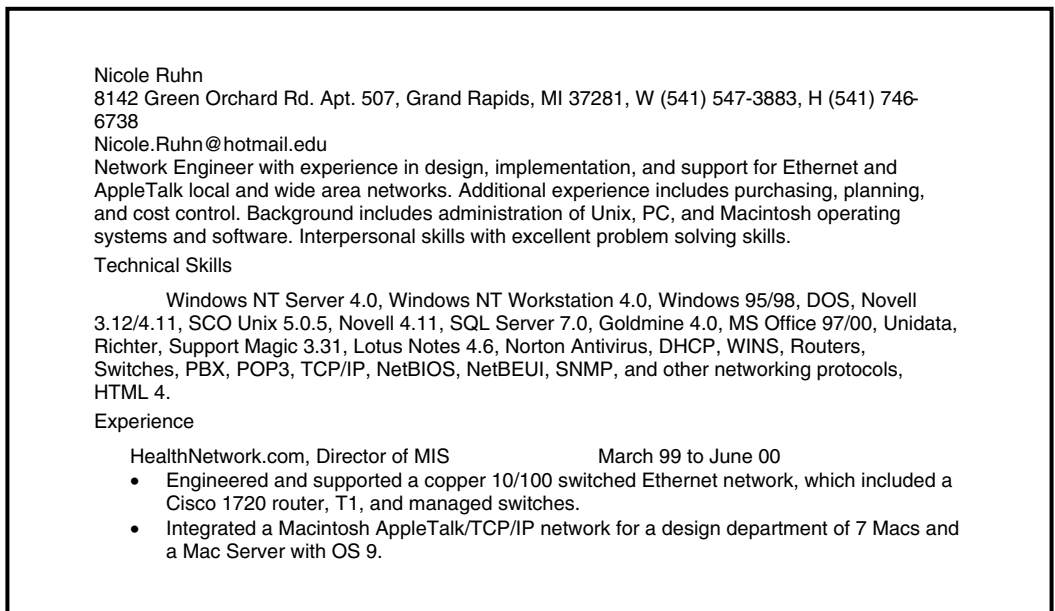 Nicole Ruhn
8142 Green Orchard Rd. Apt. 507, Grand Rapids, MI 37281, W (541) 547-3883, H (541) 746-
6738
Nicole.Ruhn@hotmail.edu
Network Engineer with experience in design, implementation, and support for Ethernet and
AppleTalk local and wide area networks. Additional experience includes purchasing, planning,
and cost control. Background includes administration of Unix, PC, and Macintosh operating
systems and software. Interpersonal skills with excellent problem solving skills.
Technical Skills
Windows NT Server 4.0, Windows NT Workstation 4.0, Windows 95/98, DOS, Novell
3.12/4.11, SCO Unix 5.0.5, Novell 4.11, SQL Server 7.0, Goldmine 4.0, MS Office 97/00, Unidata,
Richter, Support Magic 3.31, Lotus Notes 4.6, Norton Antivirus, DHCP, WINS, Routers,
Switches, PBX, POP3, TCP/IP, NetBIOS, NetBEUI, SNMP, and other networking protocols,
HTML 4.
Experience
HealthNetwork.com, Director of MIS March 99 to June 00
• Engineered and supported a copper 10/100 switched Ethernet network, which included a
Cisco 1720 router, T1, and managed switches.
• Integrated a Macintosh AppleTalk/TCP/IP network for a design department of 7 Macs and
a Mac Server with OS 9.